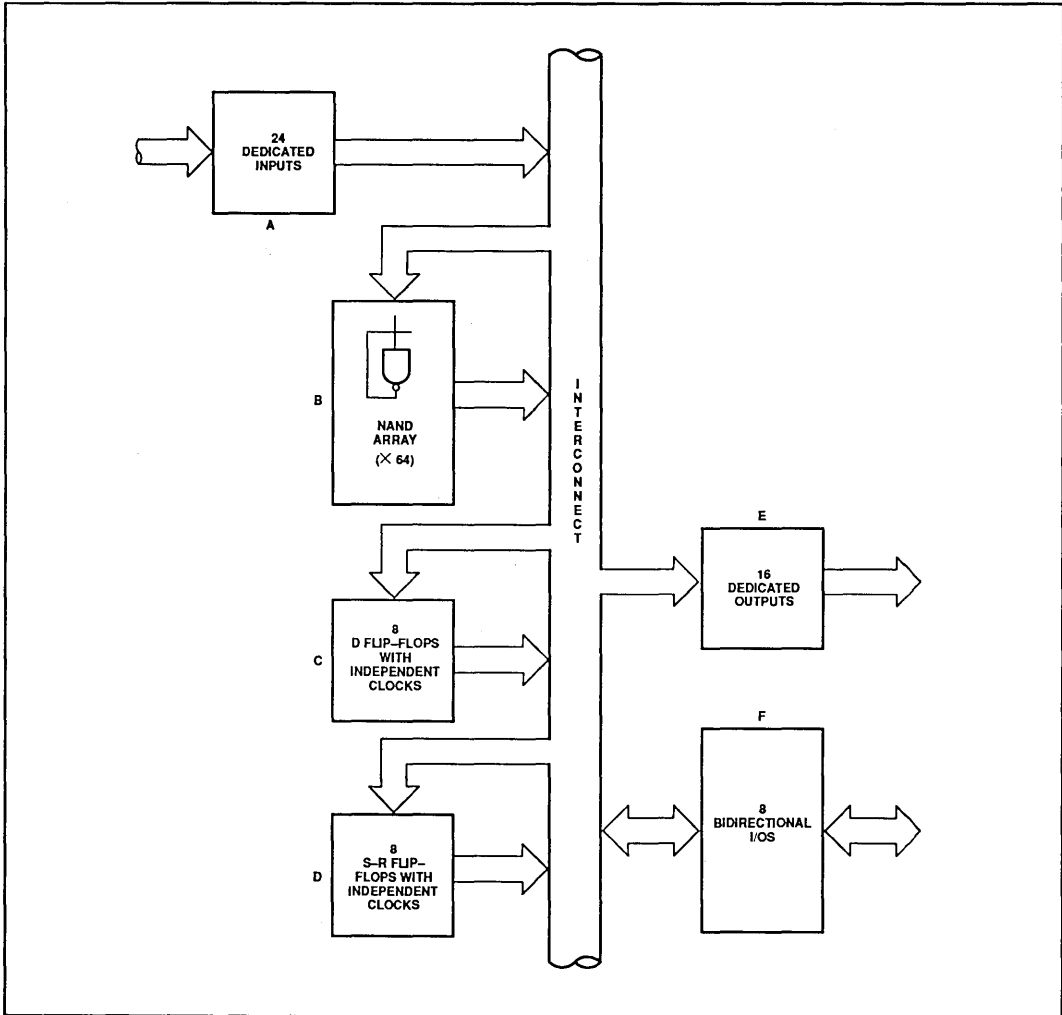 24
DEDICATED
INPUTS
A
B
NAND
ARRAY
(X 64)
INTERCONNECT
C
8
D FLIP–FLOPS
WITH
INDEPENDENT
CLOCKS
D
8
S–R FLIP–
FLOPS WITH
INDEPENDENT
CLOCKS
E
16
DEDICATED
OUTPUTS
F
8
BIDIRECTIONAL
I/OS